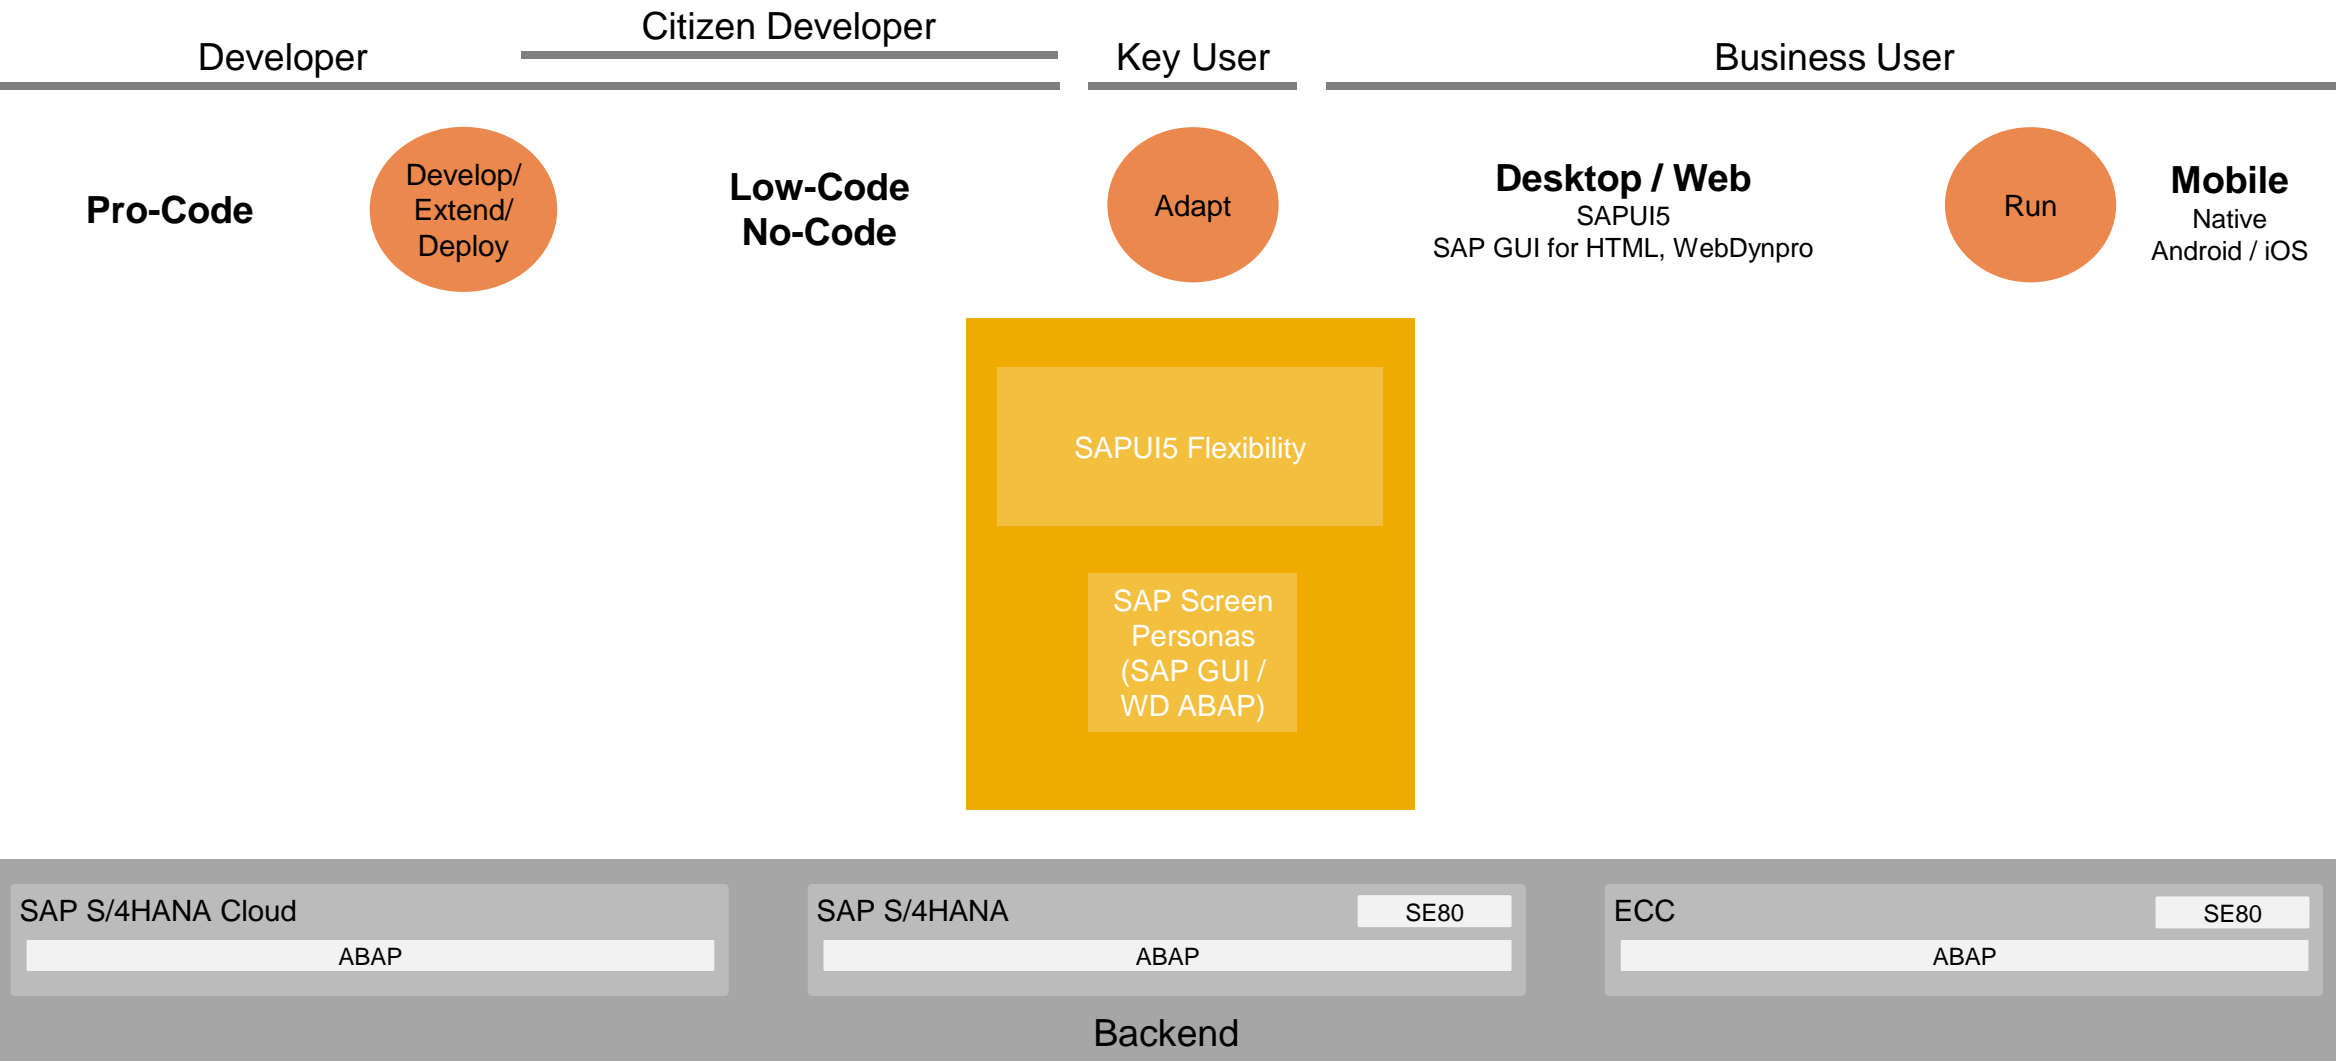 Citizen Developer
Developer
Key User
Business User
Pro-Code
Develop/
Extend/
Deploy
Low-Code
No-Code
Adapt
Desktop / Web
SAPUI5
SAP GUI for HTML, WebDynpro
Run
Mobile
Native
Android / iOS
SAPUI5 Flexibility
SAP Screen
Personas
(SAP GUI /
WD ABAP)
SAP S/4HANA Cloud
ABAP
SAP S/4HANA
SE80
ABAP
ECC
SE80
ABAP
Backend